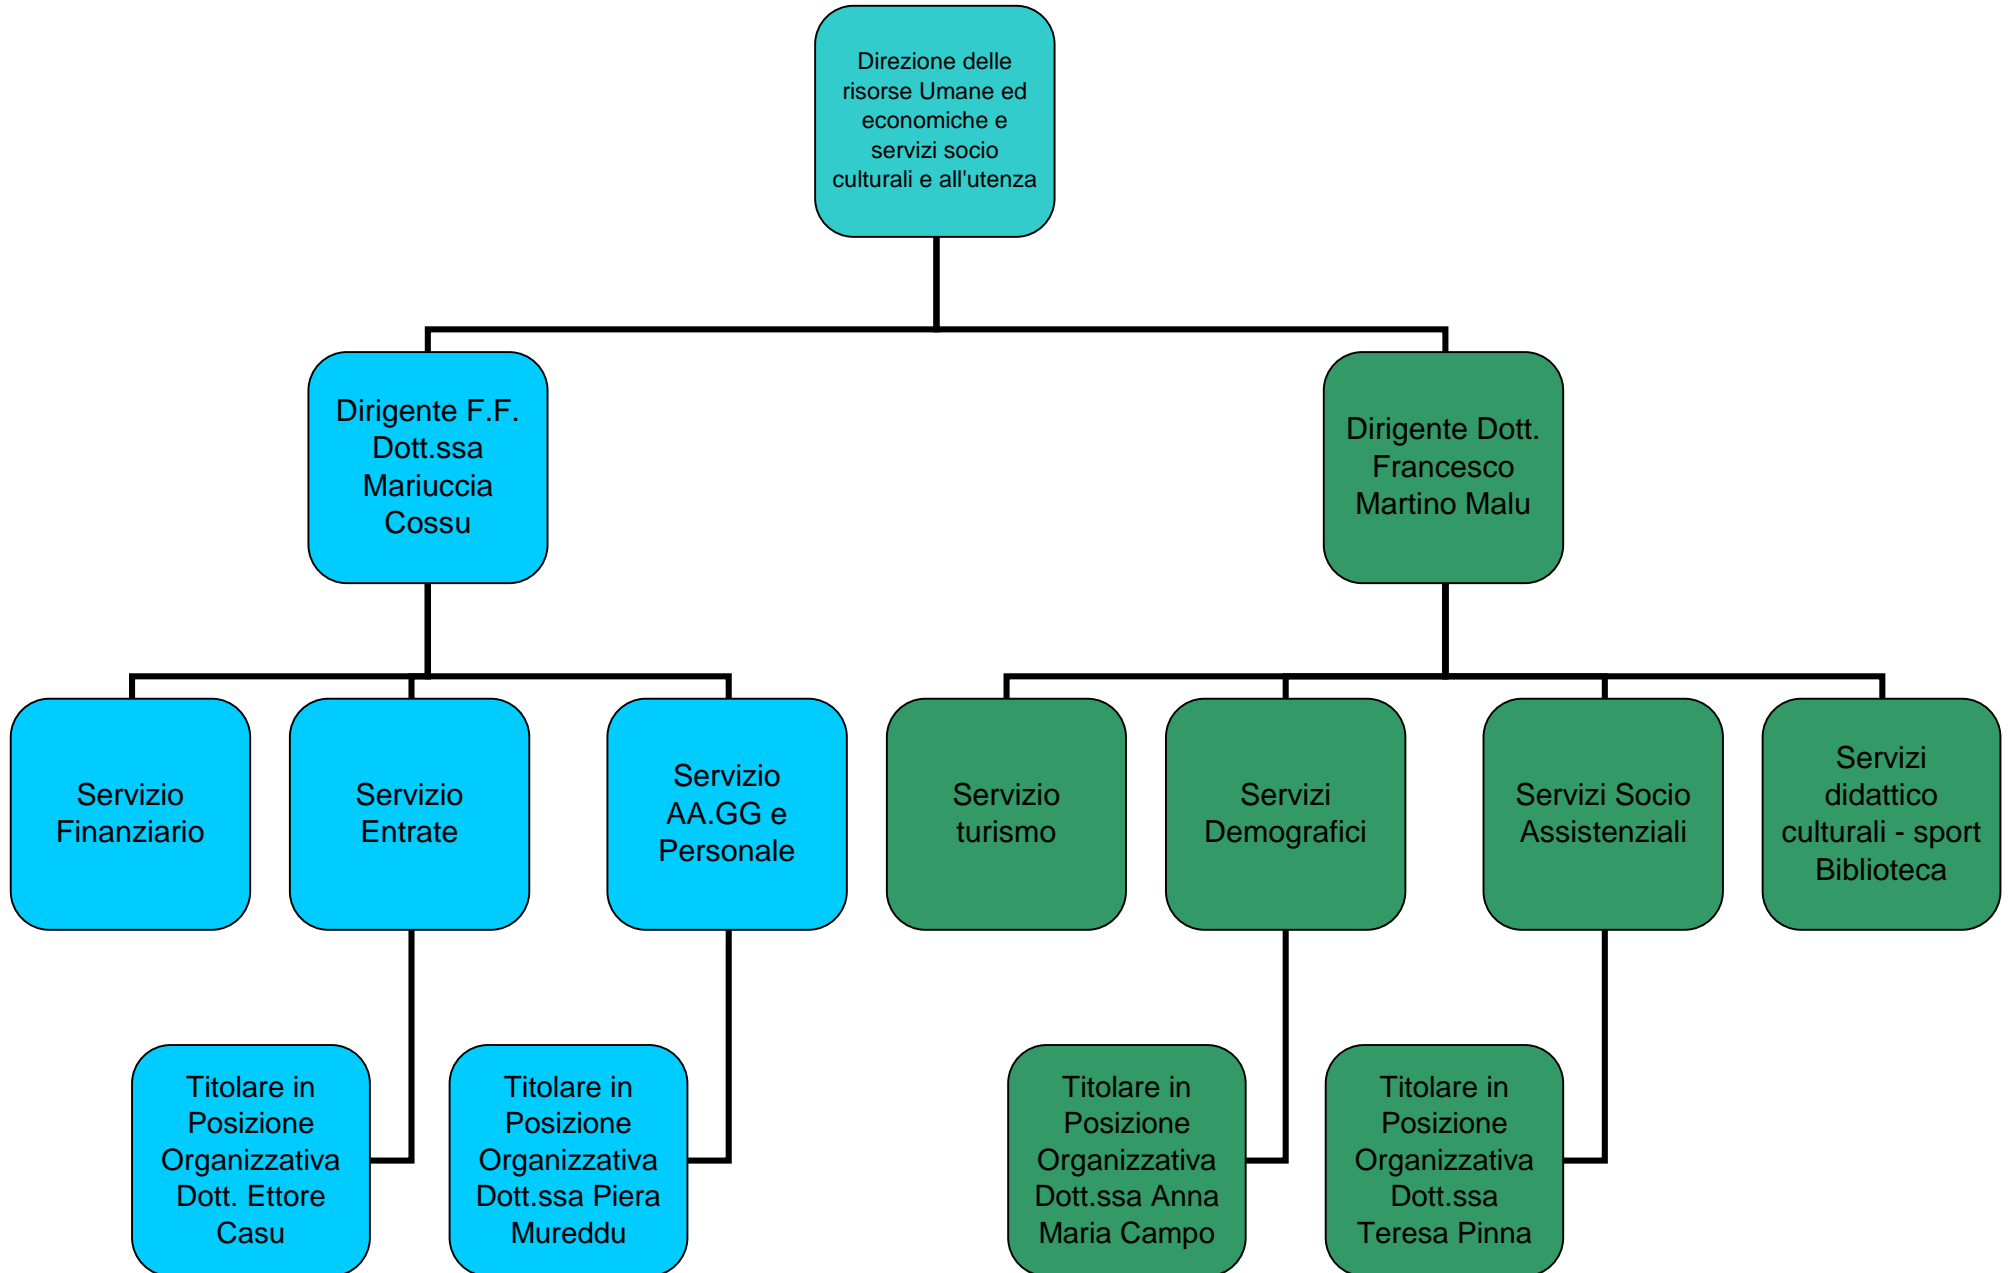 Direzione delle
risorse Umane ed
economiche e
servizi socio
culturali e all'utenza
Dirigente F.F.
Dott.ssa
Mariuccia
Cossu
Dirigente Dott.
Francesco
Martino Malu
Servizio
Finanziario
Servizio
Entrate
Servizio
AA.GG e
Personale
Servizio
turismo
Servizi
Demografici
Servizi Socio
Assistenziali
Servizi
didattico
culturali - sport
Biblioteca
Titolare in
Posizione
Organizzativa
Dott. Ettore
Casu
Titolare in
Posizione
Organizzativa
Dott.ssa Piera
Mureddu
Titolare in
Posizione
Organizzativa
Dott.ssa Anna
Maria Campo
Titolare in
Posizione
Organizzativa
Dott.ssa
Teresa Pinna